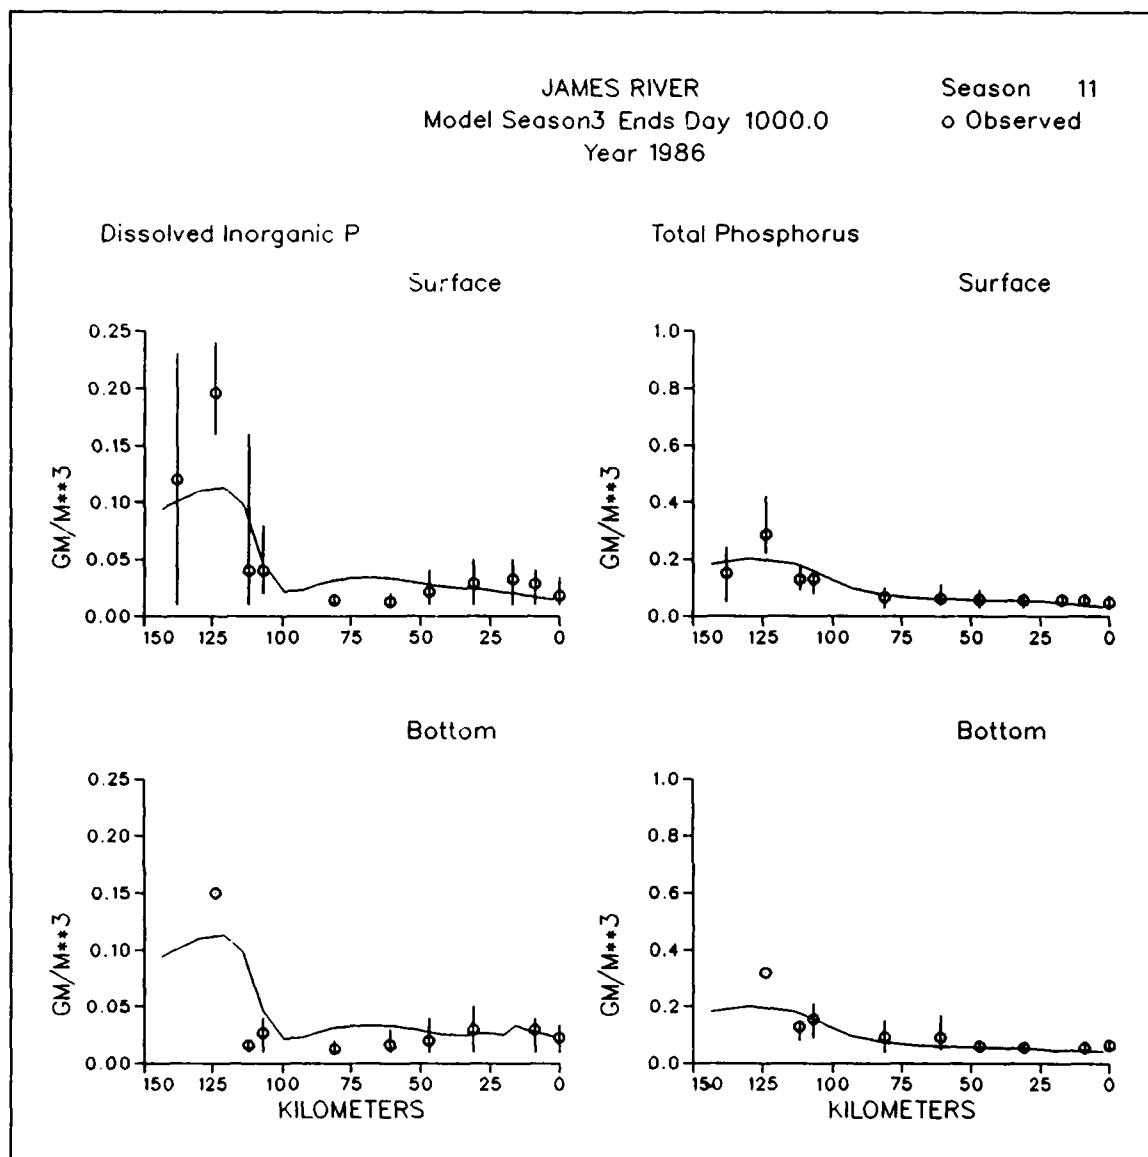 JAMES RIVER
Model Season3 Ends Day 1000.0
Year 1986
Season 11
o Observed
Dissolved Inorganic P
Surface
0.25
0.20
0.15
0.10
0.05
0.00
GM/M**3
150 125 100 75 50 25 0
Total Phosphorus
Surface
1.0
0.8
0.6
0.4
0.2
0.0
GM/M**3
150 125 100 75 50 25 0
Bottom
0.25
0.20
0.15
0.10
0.05
0.00
GM/M**3
150 125 100 75 50 25 0
KILOMETERS
Bottom
1.0
0.8
0.6
0.4
0.2
0.0
GM/M**3
150 125 100 75 50 25 0
KILOMETERS